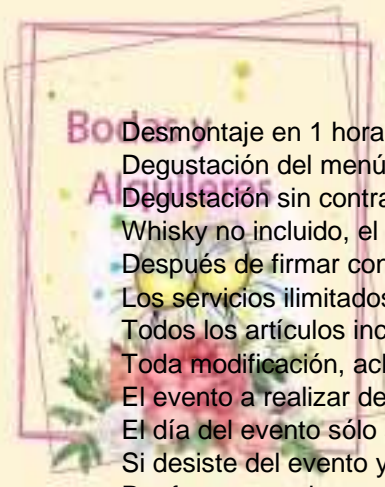 Bodas y
Alquileres
Desmontaje en 1 hora
Degustación del menú
Degustación sin contra
Whisky no incluido, el
Después de firmar con
Los servicios ilimitados
Todos los artículos inc
Toda modificación, acl
El evento a realizar de
El día del evento sólo
Si desiste del evento y